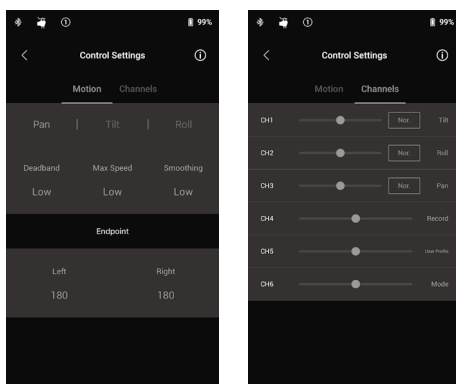 1 99%
Control Settings
Motion Channels
Pan | Tilt | Roll
Deadband Max Speed Smoothing
Low Low Low
Endpoint
Left Right
180 180
1 99%
Control Settings
Motion Channels
CH1 Nor. Tilt
CH2 Nor. Roll
CH3 Nor. Pan
CH4 Record
CH5 User Profile
CH6 Mode